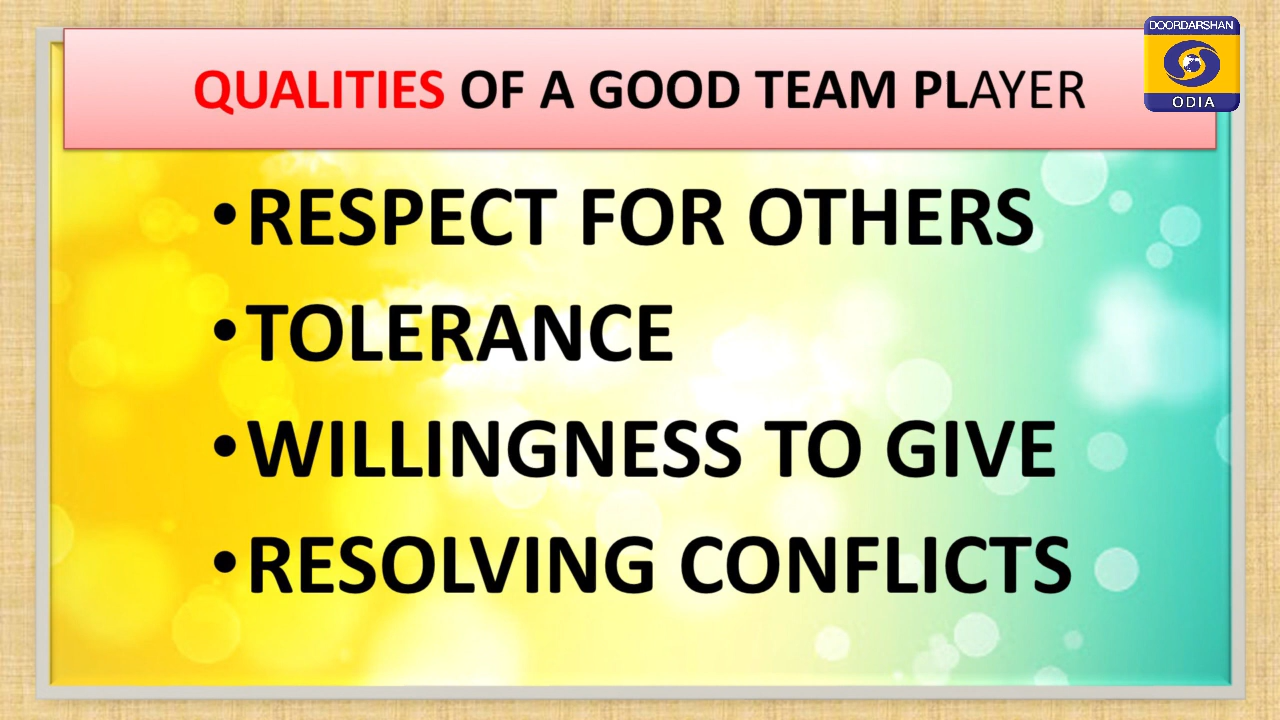 DOORDARSHAN
ODIA
QUALITIES OF A GOOD TEAM PLAYER
•RESPECT FOR OTHERS
•TOLERANCE
•WILLINGNESS TO GIVE
•RESOLVING CONFLICTS